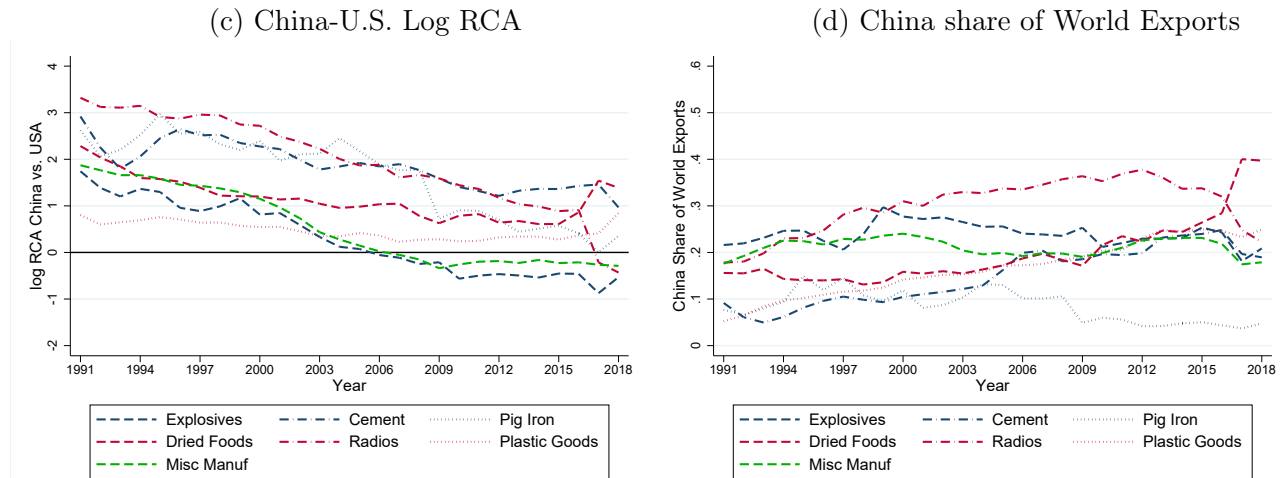 (c) China-U.S. Log RCA
log RCA China vs. USA
4
3
2
1
0
-1
-2
1991 1994 1997 2000 2003 2006 2009 2012 2015 2018
Year
Explosives Cement Pig Iron
Dried Foods Radios Plastic Goods
Misc Manuf
(d) China share of World Exports
China Share of World Exports
.6
.5
.4
.3
.2
.1
0
1991 1994 1997 2000 2003 2006 2009 2012 2015 2018
Year
Explosives Cement Pig Iron
Dried Foods Radios Plastic Goods
Misc Manuf